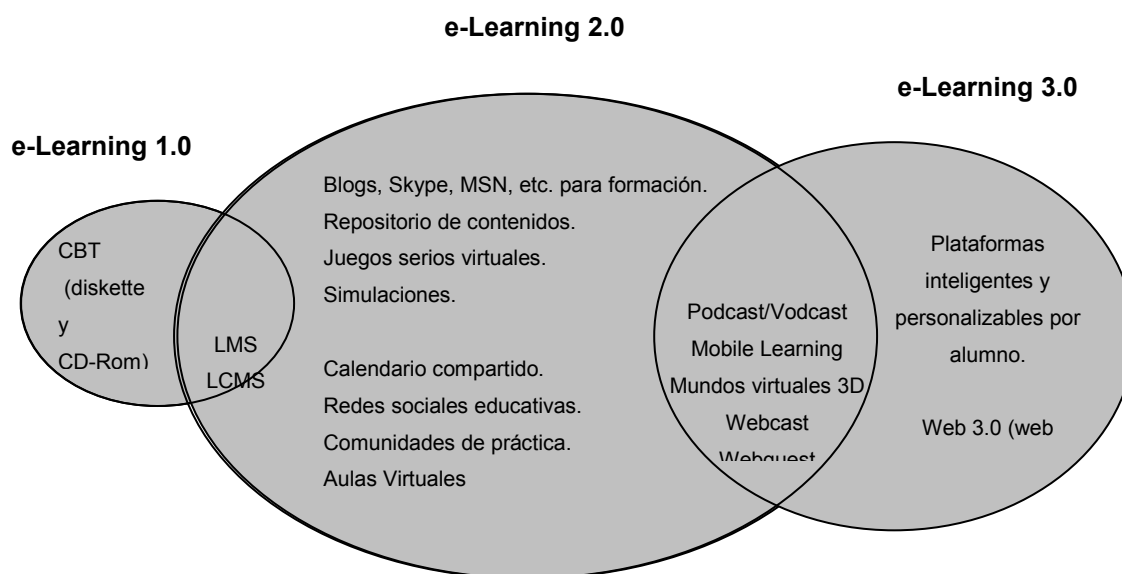 e-Learning 2.0
e-Learning 3.0
e-Learning 1.0
CBT
(diskette
y
CD-Rom)
LMS
LCMS
Blogs, Skype, MSN, etc. para formación.
Repositorio de contenidos.
Juegos serios virtuales.
Simulaciones.
Calendario compartido.
Redes sociales educativas.
Comunidades de práctica.
Aulas Virtuales
Podcast/Vodcast
Mobile Learning
Mundos virtuales 3D
Webcast
Webquest
Plataformas
inteligentes y
personalizables por
alumno.
Web 3.0 (web